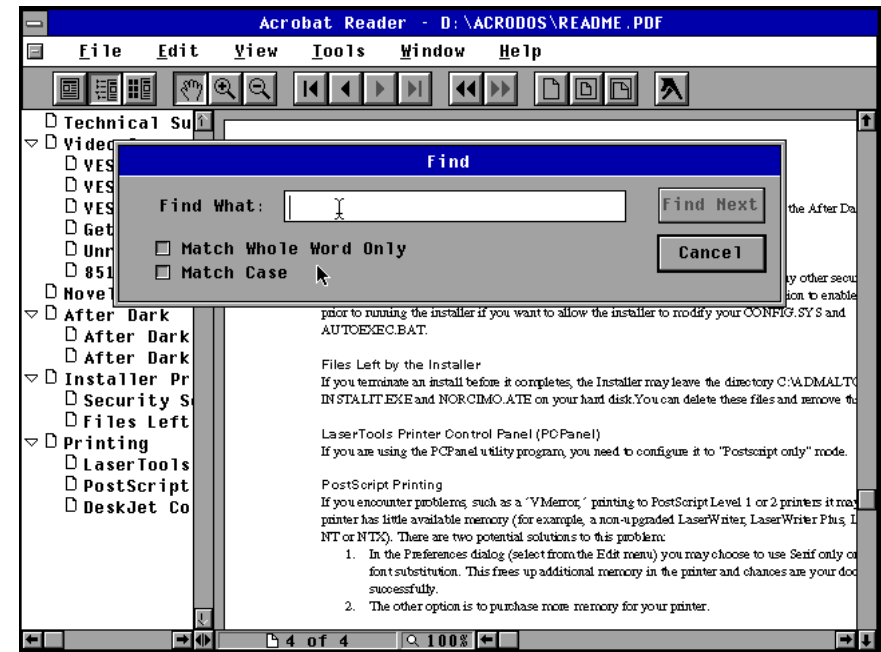 Acrobat Reader - D:\ACRODOS\README.PDF
File Edit View Tools Window Help
Technical Su
Video
VES
VES
VES
Get
Unr
851
Novel
After Dark
After Dark
After Dark
Installer Pr
Security S
Files Left
Printing
LaserTools
PostScript
DeskJet Co
Find
Find What:
Find Next
Match Whole Word Only
Match Case
Cancel
the After Da
y other secu
ion to enable
prior to running the installer if you want to allow the installer to modify your CONFIG.SYS and
AUTOEXEC.BAT.
Files Left by the Installer
If you terminate an install before it completes, the Installer may leave the directory C:\ADMALT
INSTALIT.EXE and NORCIMO.ATE on your hard disk.You can delete these files and remove th
LaserTools Printer Control Panel (PCPanel)
If you are using the PCPanel utility program, you need to configure it to "Postscript only" mode.
PostScript Printing
If you encounter problems, such as a ´VMerror,´ printing to PostScript Level 1 or 2 printers it may
printer has little available memory (for example, a non-upgraded LaserWriter, LaserWriter Plus, L
NT or NTX). There are two potential solutions to this problem:
1. In the Preferences dialog (select from the Edit menu) you may choose to use Serif only o
font substitution. This frees up additional memory in the printer and chances are your doc
successfully.
2. The other option is to purchase more memory for your printer.
4 of 4 100%